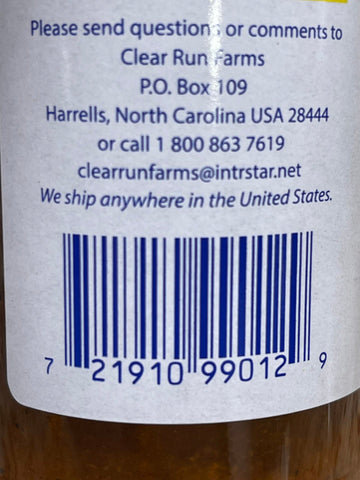 Please send questions or comments to
Clear Run Farms
P.O. Box 109
Harrells, North Carolina USA 28444
or call 1 800 863 7619
clearrunfarms@intrstar.net
We ship anywhere in the United States.
7 21910 99012 9